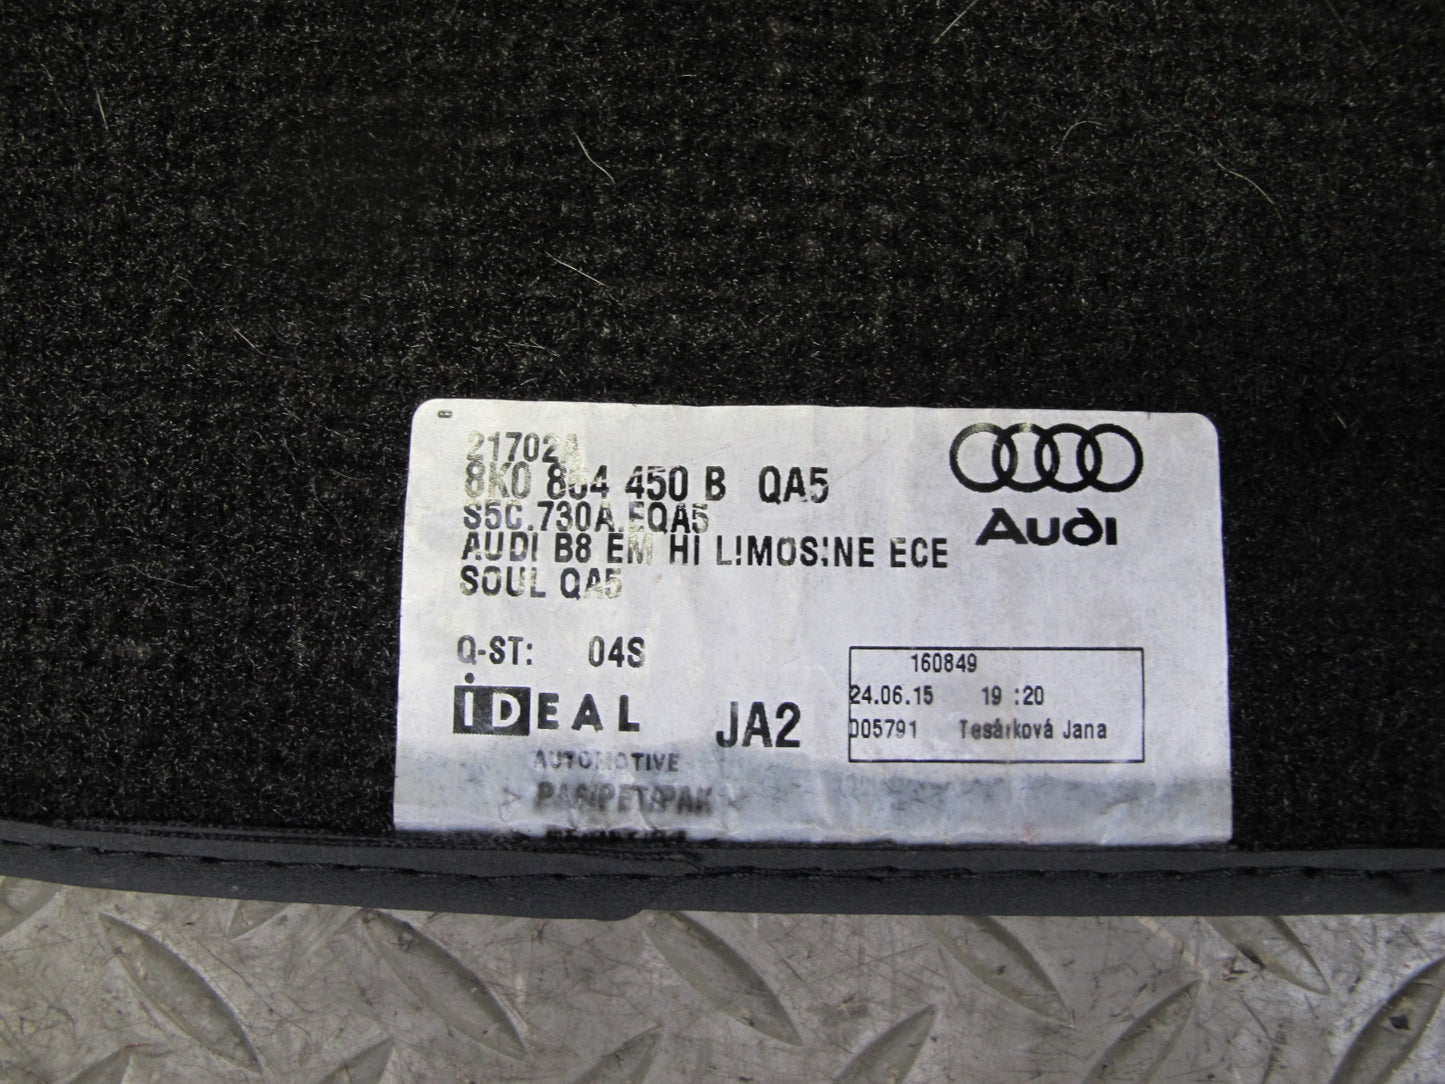 21702A
8K0 864 450 B QA5
S5C.730A.EQA5
AUDI B8 EM HI LIMOSINE ECE
SOUL QA5
Audi
Q-ST: 04S
iDEAL
AUTOMOTIVE
JA2
160849
24.06.15 19:20
005791 Tesárková Jana